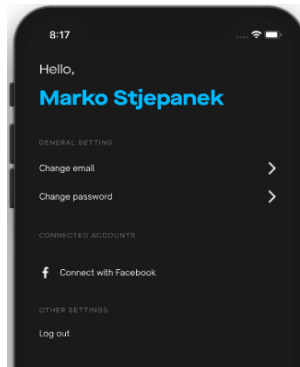 8:17
Hello,
Marko Stjepanek
GENERAL SETTING
Change email
Change password
CONNECTED ACCOUNTS
Connect with Facebook
OTHER SETTINGS
Log out